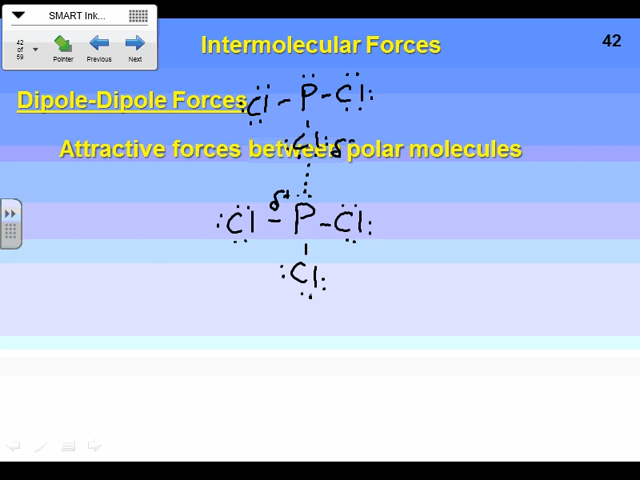 SMART Ink...
42
of
59
Pointer Previous Next
Intermolecular Forces
42
Dipole-Dipole Forces
:Cl – P – Cl:
Attractive forces between polar molecules
:Cl: δ-
δ+
:Cl – P – Cl:
:Cl: